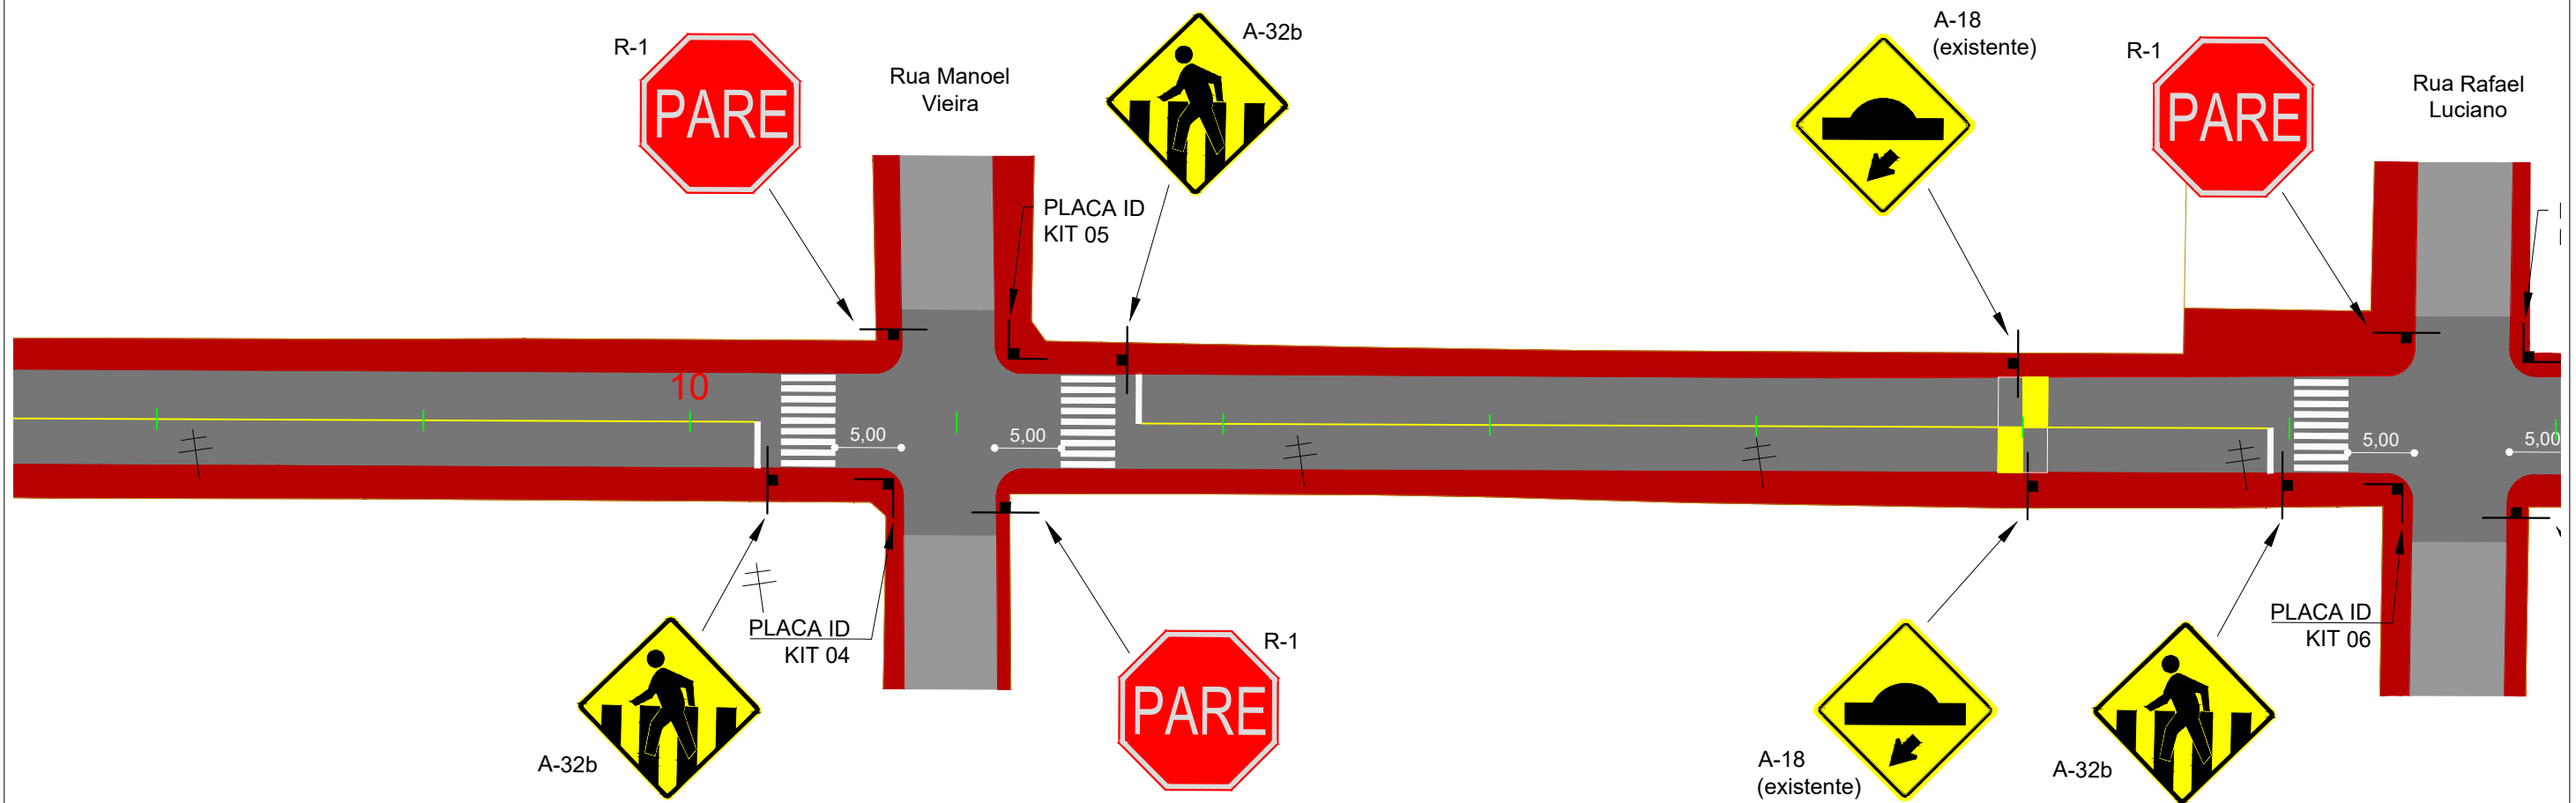 R-1
PARE
Rua Manoel
Vieira
A-32b
A-18
(existente)
R-1
PARE
Rua Rafael
Luciano
PLACA ID
KIT 05
10
5,00
5,00
5,00
5,00
PLACA ID
KIT 04
A-32b
R-1
PARE
A-18
(existente)
PLACA ID
KIT 06
A-32b